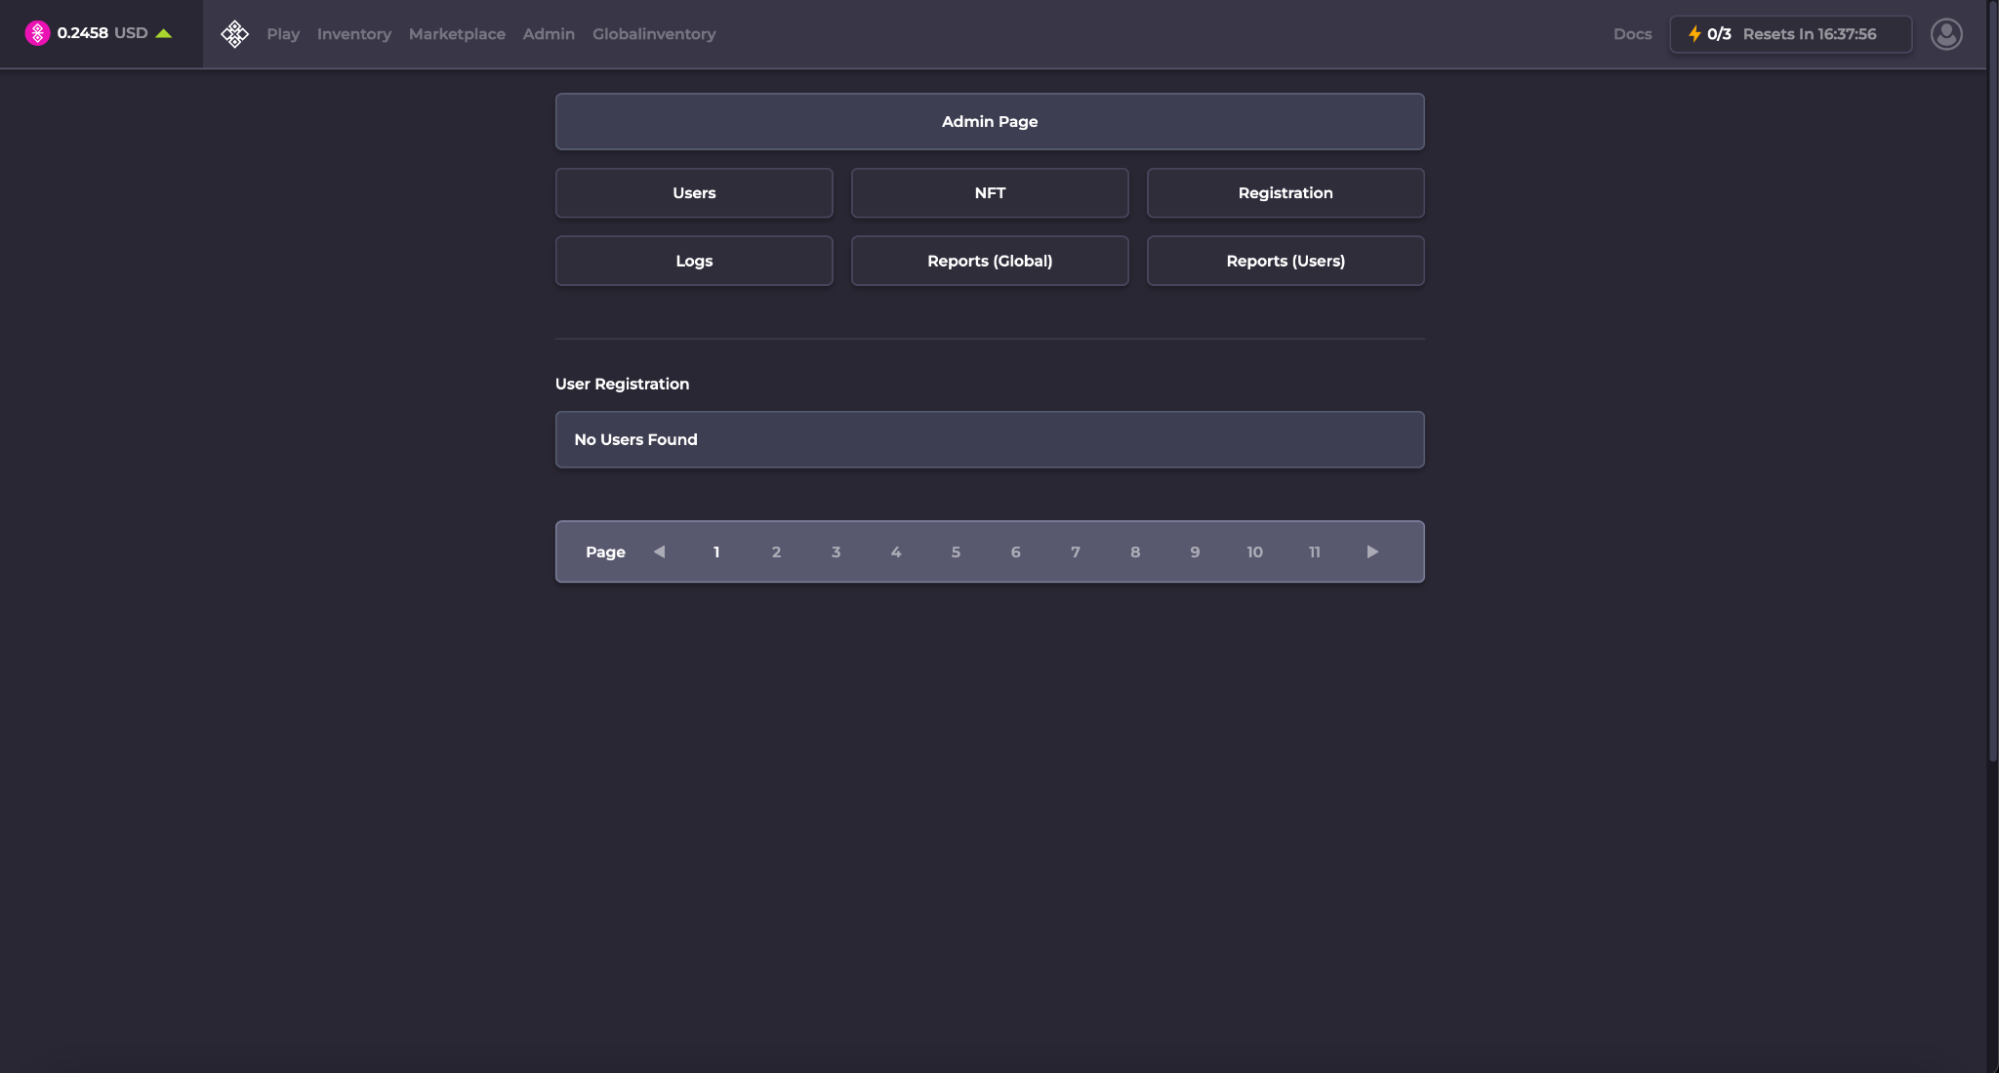 0.2458 USD
Play Inventory Marketplace Admin Globalinventory
Docs
0/3 Resets In 16:37:56
Admin Page
Users NFT Registration
Logs Reports (Global) Reports (Users)
User Registration
No Users Found
Page 1 2 3 4 5 6 7 8 9 10 11